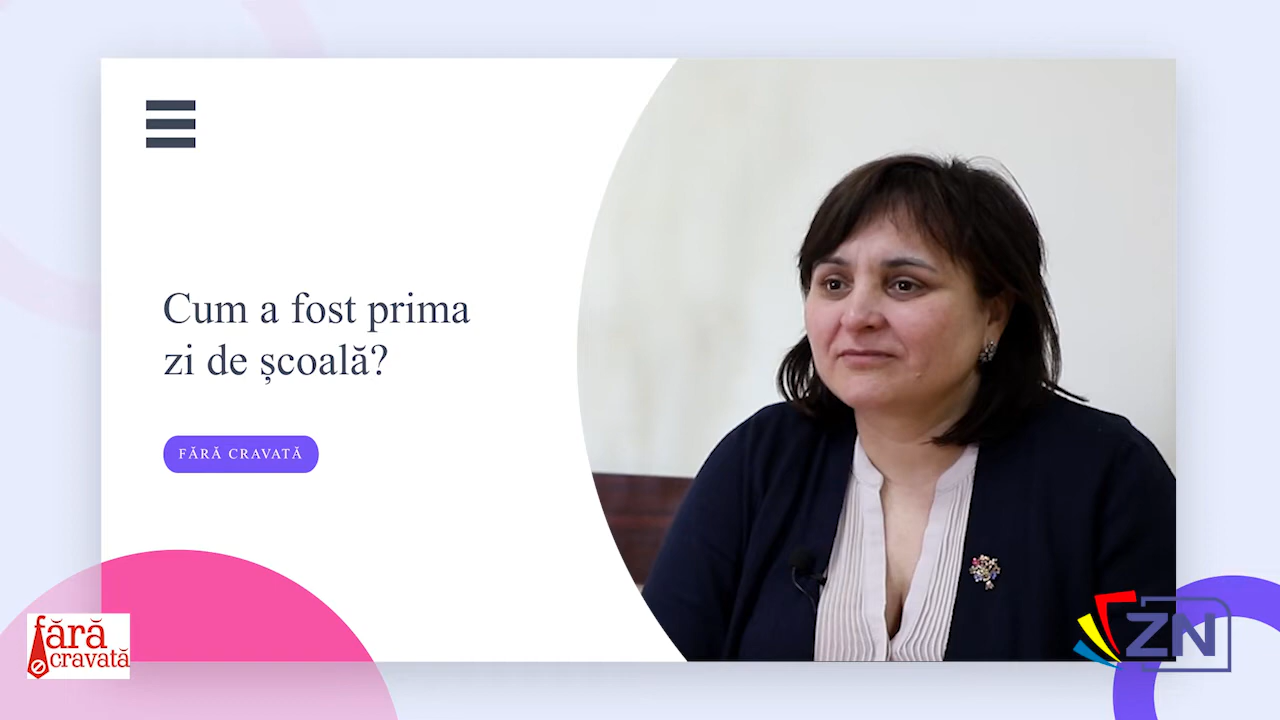 Cum a fost prima
zi de școală?
FĂRĂ CRAVATĂ
fără
cravată
ZN